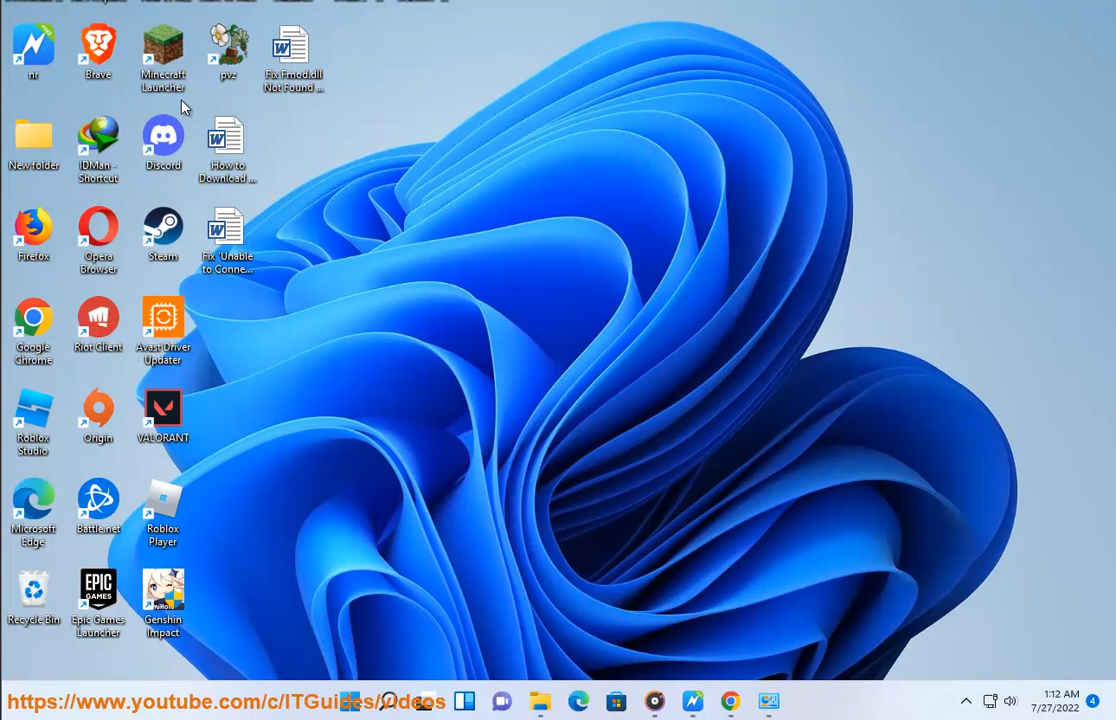 nr
Brave
Minecraft
Launcher
pvz
Fix Fmod.dll
Not Found ...
New folder
IDMan -
Shortcut
Discord
How to
Download ...
Firefox
Opera
Browser
Steam
Fix 'Unable
to Conne...
Google
Chrome
Riot Client
Avast Driver
Updater
Roblox
Studio
Origin
VALORANT
Microsoft
Edge
Battle.net
Roblox
Player
Recycle Bin
EPIC
GAMES
Epic Games
Launcher
Genshin
Impact
https://www.youtube.com/c/ITGuides/videos
1:12 AM
7/27/2022
4